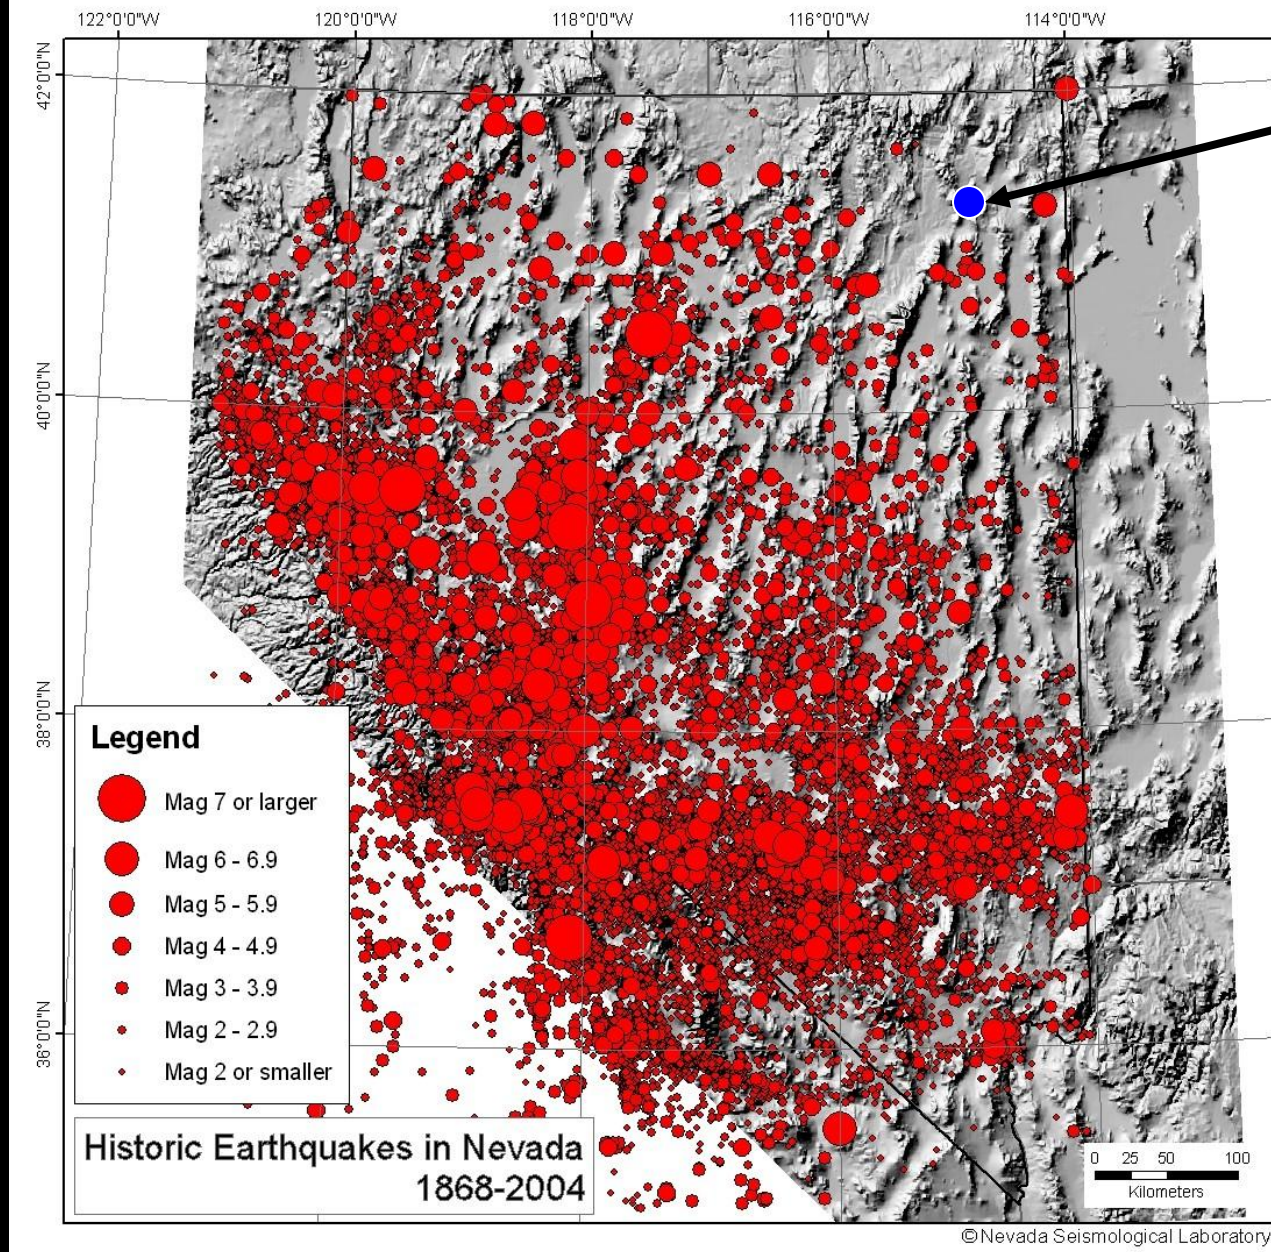 122°0'0"W 120°0'0"W 118°0'0"W 116°0'0"W 114°0'0"W
42°0'0"N
40°0'0"N
38°0'0"N
36°0'0"N
Legend
Mag 7 or larger
Mag 6 - 6.9
Mag 5 - 5.9
Mag 4 - 4.9
Mag 3 - 3.9
Mag 2 - 2.9
Mag 2 or smaller
Historic Earthquakes in Nevada
1868-2004
0 25 50 100
Kilometers
©Nevada Seismological Laboratory